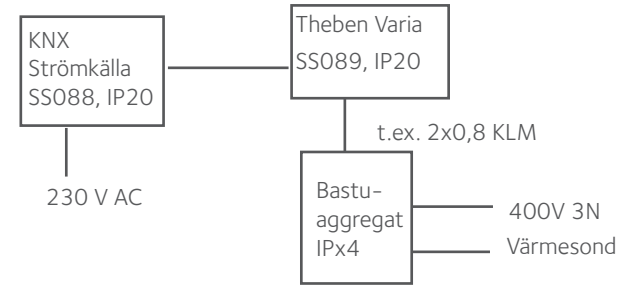 KNX
Strömkälla
SS088, IP20
Theben Varia
SS089, IP20
t.ex. 2x0,8 KLM
230 V AC
Bastu-
aggregat
IPx4
400V 3N
Värmesond